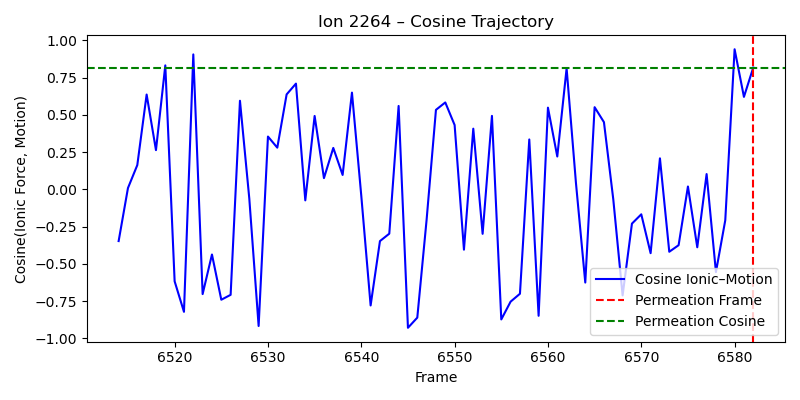 Ion 2264 – Cosine Trajectory
Cosine(Ionic Force, Motion)
1.00
0.75
0.50
0.25
0.00
−0.25
−0.50
−0.75
−1.00
Cosine Ionic–Motion
Permeation Frame
Permeation Cosine
6520 6530 6540 6550 6560 6570 6580
Frame